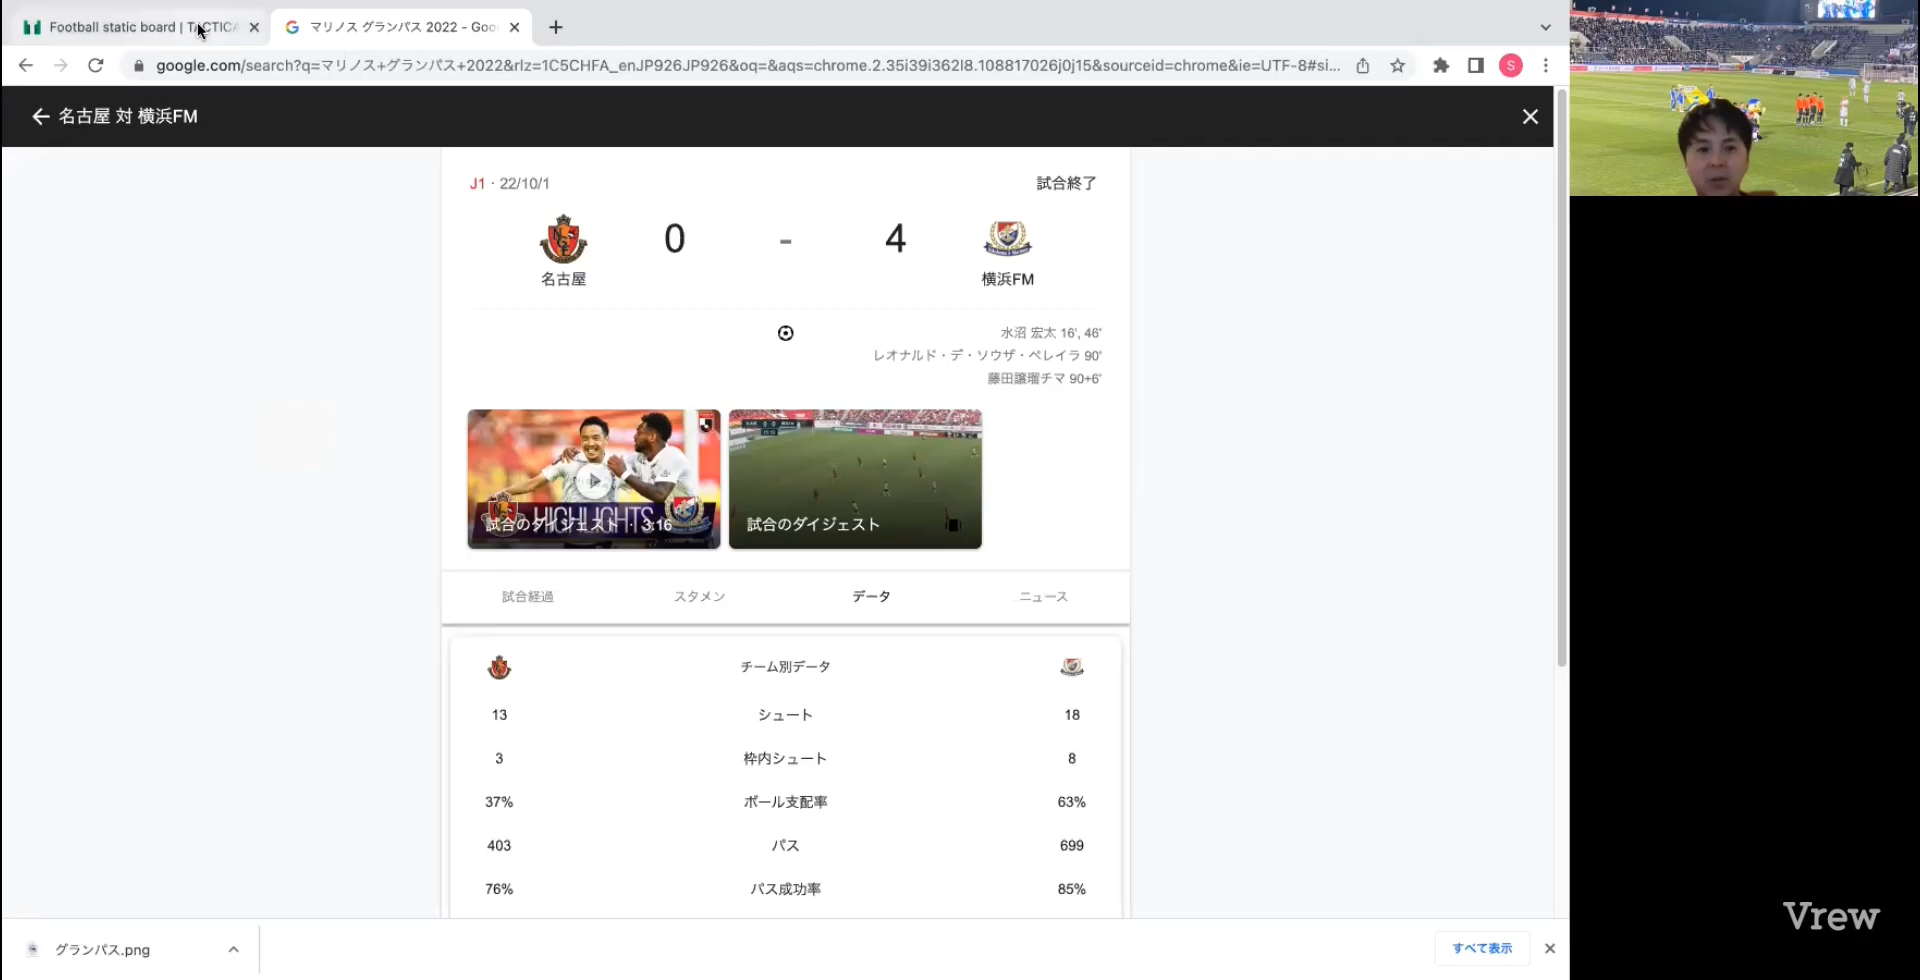 Football static board | TACTICA
マリノス グランパス 2022 - Goo
google.com/search?q=マリノス+グランパス+2022&rlz=1C5CHFA_enJP926JP926&oq=&aqs=chrome.2.35i39i362l8.108817026j0j15&sourceid=chrome&ie=UTF-8#si...
S
名古屋 対 横浜FM
J1 · 22/10/1
試合終了
0 - 4
名古屋
横浜FM
水沼 宏太 16', 46'
レオナルド・デ・ソウザ・ペレイラ 90'
藤田譲瑠チマ 90+6'
HIGHLIGHTS
試合のダイジェスト · 3:16
試合のダイジェスト
試合経過
スタメン
データ
ニュース
チーム別データ
13 シュート 18
3 枠内シュート 8
37% ボール支配率 63%
403 パス 699
76% パス成功率 85%
グランパス.png
すべて表示
Vrew